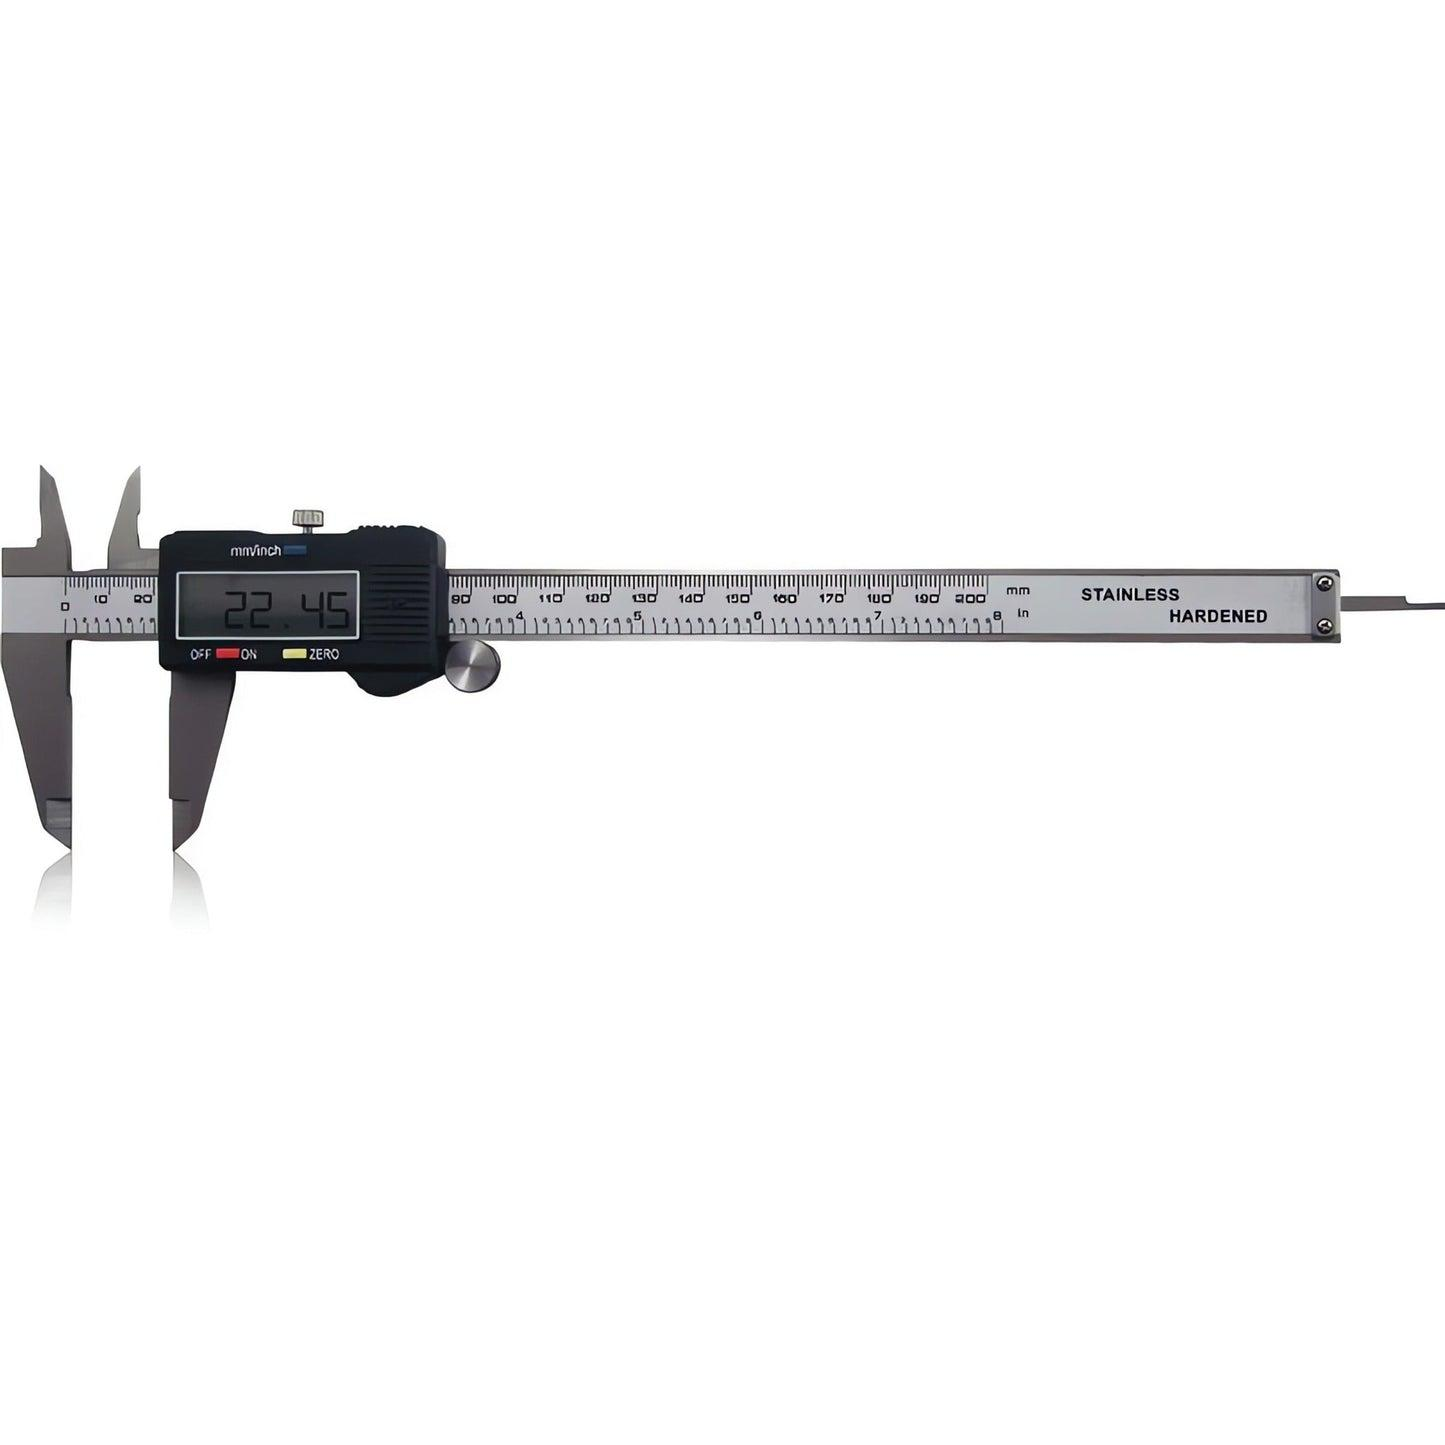 mm/inch
22.45
OFF ON ZERO
0 10 20
90 100 110 120 130 140 150 160 170 180 190 200 mm
4 5 6 7 8 in
STAINLESS
HARDENED